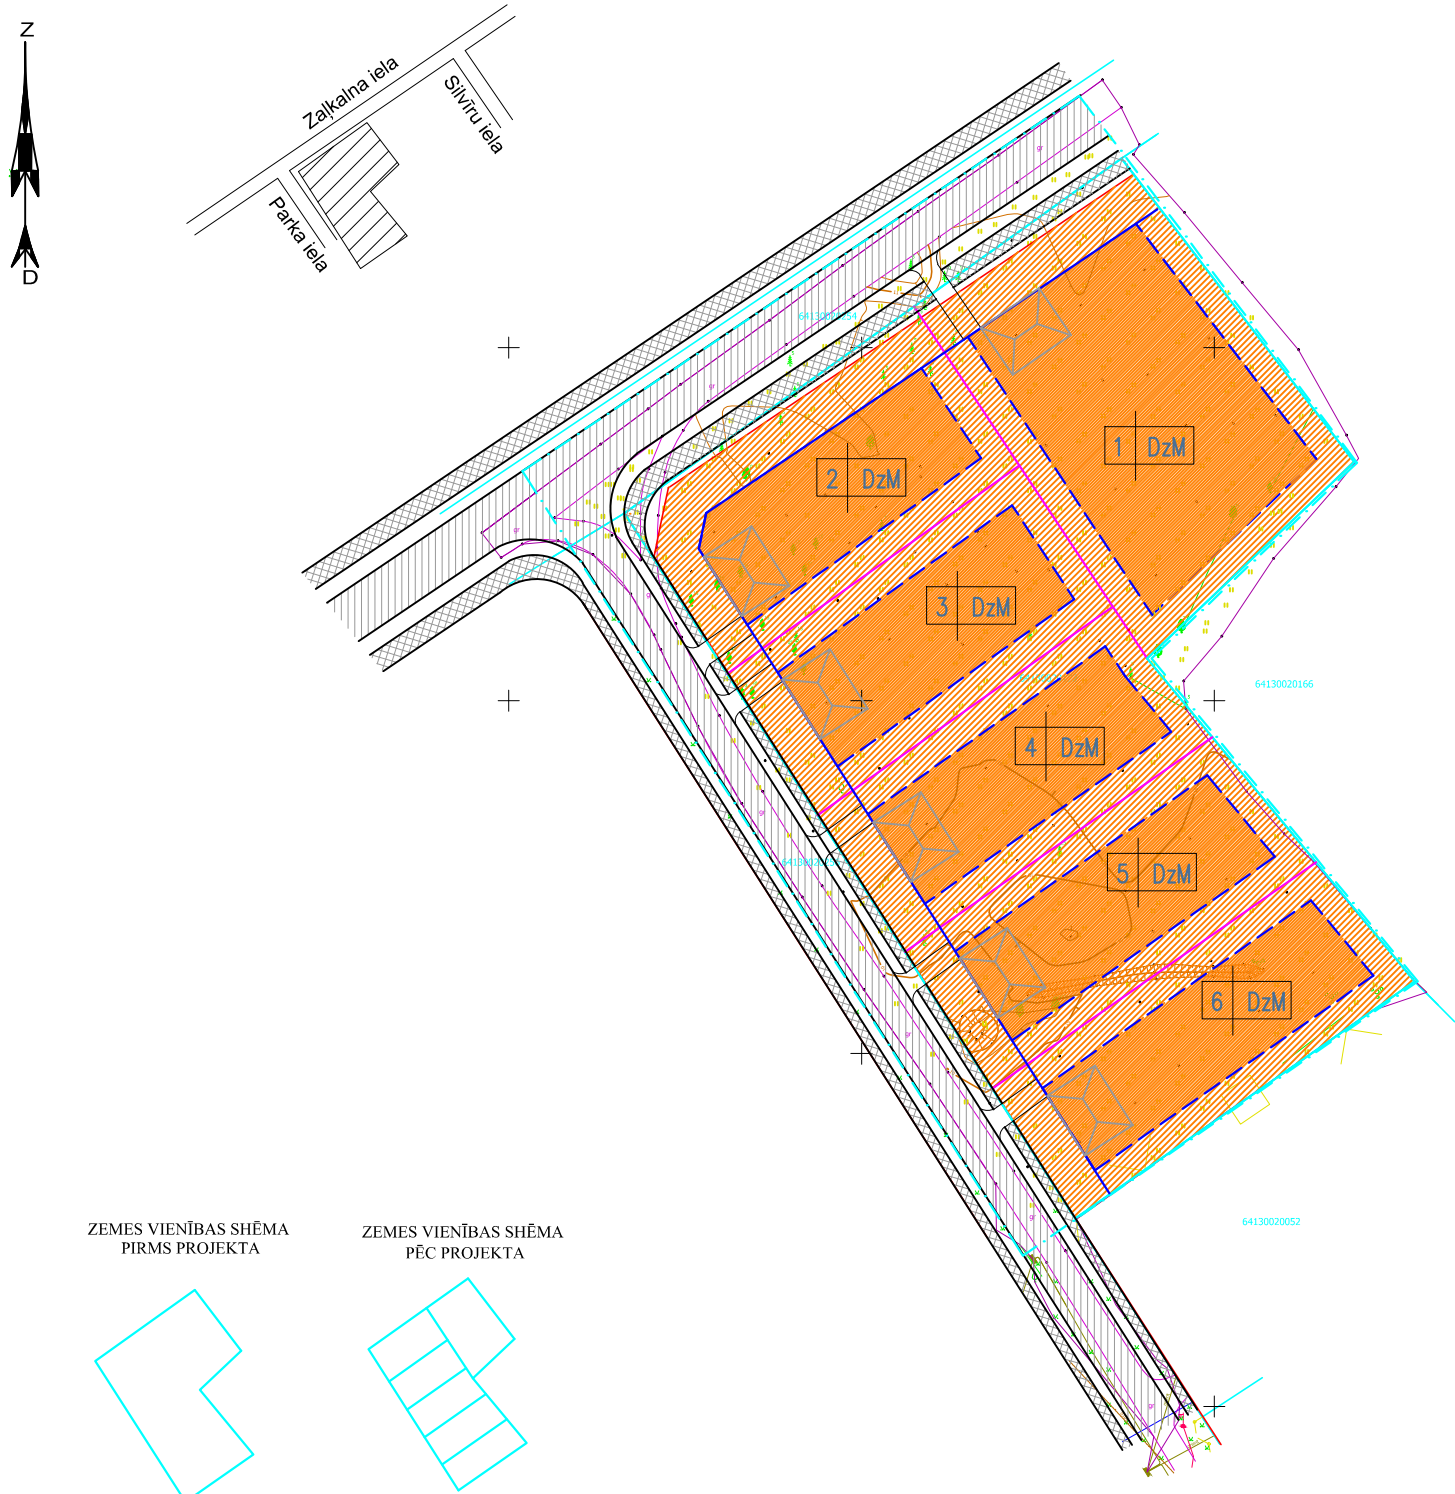 Z
D
Zaļkalna iela
Silvīru iela
Parka iela
1 DzM
2 DzM
3 DzM
64130020166
4 DzM
5 DzM
6 DzM
64130020052
ZEMES VIENĪBAS SHĒMA
PIRMS PROJEKTA
ZEMES VIENĪBAS SHĒMA
PĒC PROJEKTA